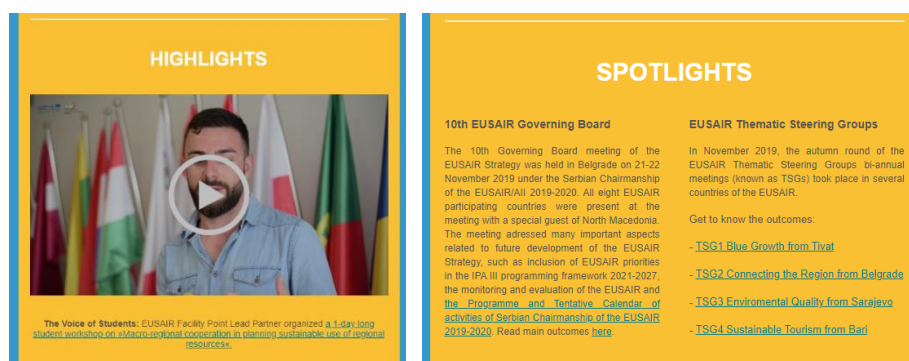 HIGHLIGHTS
The Voice of Students: EUSAIR Facility Point Lead Partner organized a 1-day long
student workshop on «Macro-regional cooperation in planning sustainable use of regional
resources«.
SPOTLIGHTS
10th EUSAIR Governing Board
The 10th Governing Board meeting of the
EUSAIR Strategy was held in Belgrade on 21-22
November 2019 under the Serbian Chairmanship
of the EUSAIR/AII 2019-2020. All eight EUSAIR
participating countries were present at the
meeting with a special guest of North Macedonia.
The meeting adressed many important aspects
related to future development of the EUSAIR
Strategy, such as inclusion of EUSAIR priorities
in the IPA III programming framework 2021-2027,
the monitoring and evaluation of the EUSAIR and
the Programme and Tentative Calendar of
activities of Serbian Chairmanship of the EUSAIR
2019-2020. Read main outcomes here.
EUSAIR Thematic Steering Groups
In November 2019, the autumn round of the
EUSAIR Thematic Steering Groups bi-annual
meetings (known as TSGs) took place in several
countries of the EUSAIR.
Get to know the outcomes:
- TSG1 Blue Growth from Tivat
- TSG2 Connecting the Region from Belgrade
- TSG3 Enviromental Quality from Sarajevo
- TSG4 Sustainable Tourism from Bari